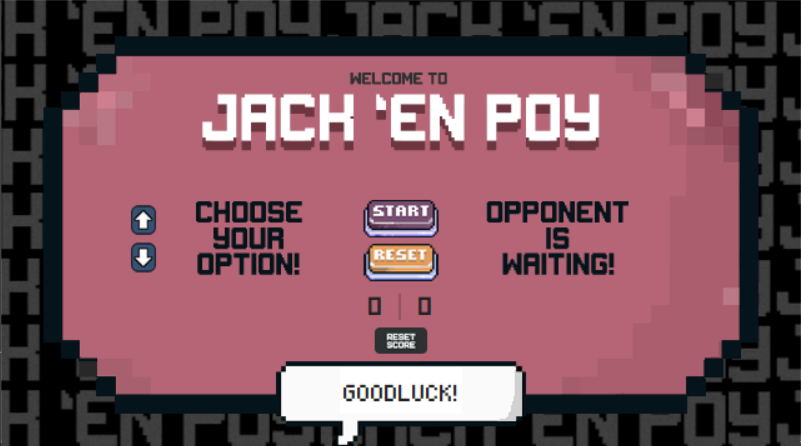 WELCOME TO
JACK 'EN POY
CHOOSE
YOUR
OPTION!
START
RESET
OPPONENT
IS
WAITING!
0 | 0
RESET
SCORE
GOODLUCK!